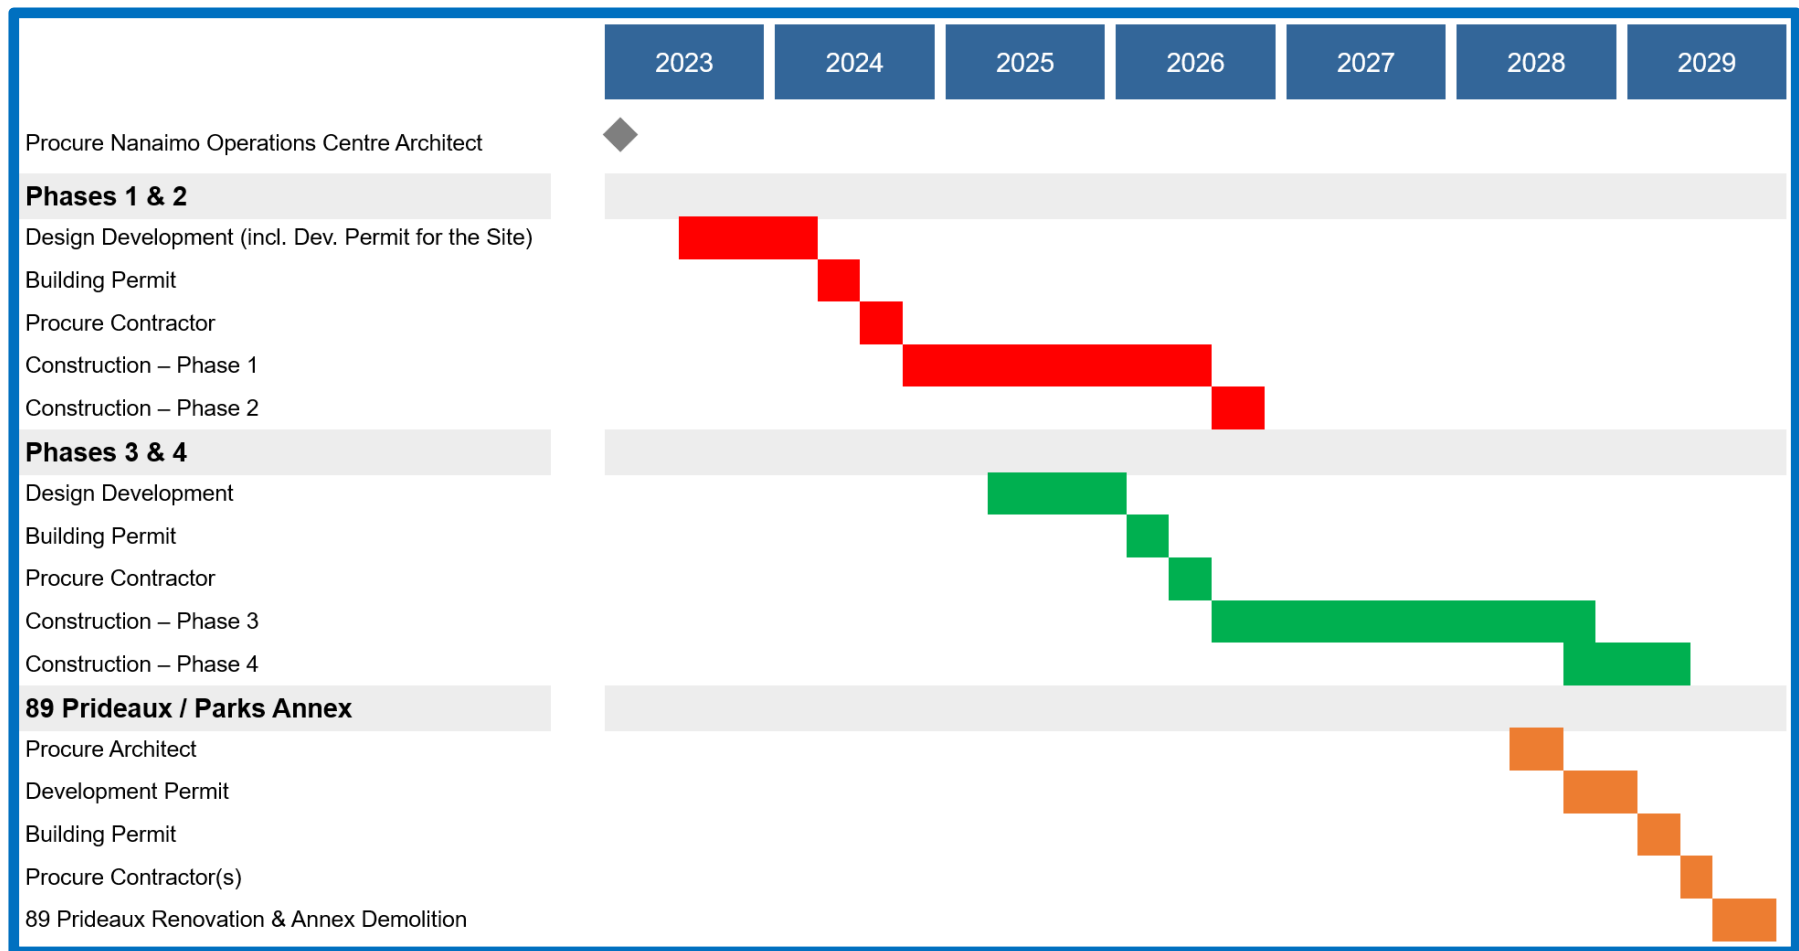 2023 2024 2025 2026 2027 2028 2029
Procure Nanaimo Operations Centre Architect
Phases 1 & 2
Design Development (incl. Dev. Permit for the Site)
Building Permit
Procure Contractor
Construction – Phase 1
Construction – Phase 2
Phases 3 & 4
Design Development
Building Permit
Procure Contractor
Construction – Phase 3
Construction – Phase 4
89 Prideaux / Parks Annex
Procure Architect
Development Permit
Building Permit
Procure Contractor(s)
89 Prideaux Renovation & Annex Demolition